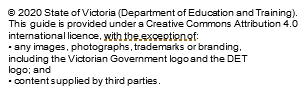 © 2020 State of Victoria (Department of Education and Training).
This guide is provided under a Creative Commons Attribution 4.0
international licence, with the exception of:
• any images, photographs, trademarks or branding,
including the Victorian Government logo and the DET
logo; and
• content supplied by third parties.